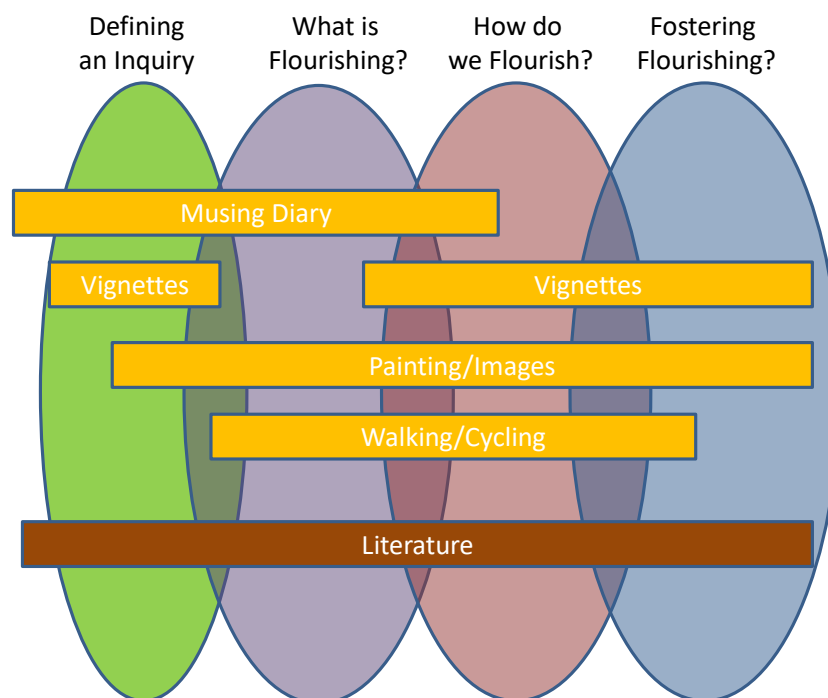 Defining
an Inquiry
What is
Flourishing?
How do
we Flourish?
Fostering
Flourishing?
Musing Diary
Vignettes
Vignettes
Painting/Images
Walking/Cycling
Literature